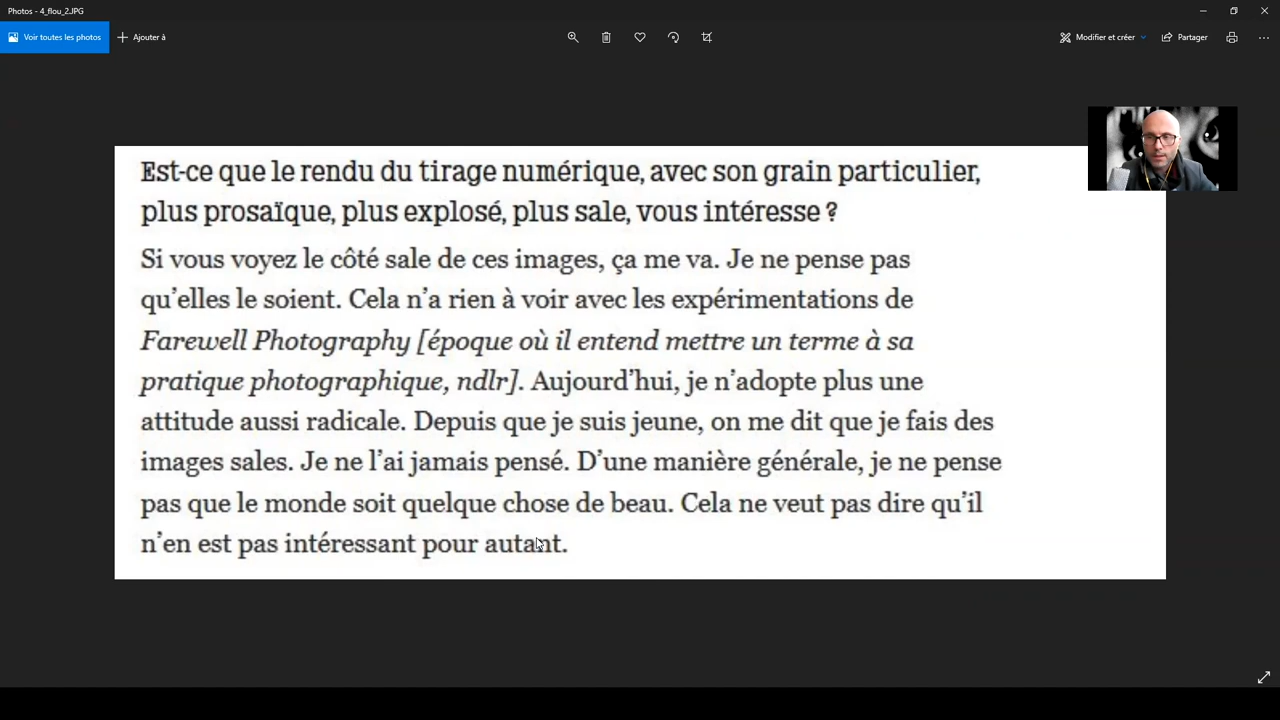 Photos - 4_flou_2.JPG
Voir toutes les photos
Ajouter à
Modifier et créer
Partager
Est-ce que le rendu du tirage numérique, avec son grain particulier,
plus prosaïque, plus explosé, plus sale, vous intéresse ?
Si vous voyez le côté sale de ces images, ça me va. Je ne pense pas
qu’elles le soient. Cela n’a rien à voir avec les expérimentations de
Farewell Photography [époque où il entend mettre un terme à sa
pratique photographique, ndlr]. Aujourd’hui, je n’adopte plus une
attitude aussi radicale. Depuis que je suis jeune, on me dit que je fais des
images sales. Je ne l’ai jamais pensé. D’une manière générale, je ne pense
pas que le monde soit quelque chose de beau. Cela ne veut pas dire qu’il
n’en est pas intéressant pour autant.